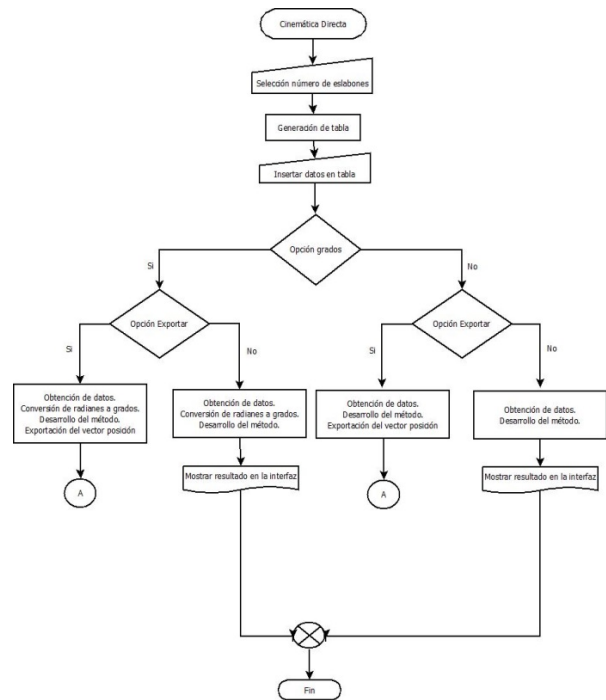 Cinemática Directa
Selección número de eslabones
Generación de tabla
Insertar datos en tabla
Opción grados
Si
No
Opción Exportar
Opción Exportar
Si
No
Si
No
Obtención de datos.
Conversión de radianes a grados.
Desarrollo del método.
Exportación del vector posición
Obtención de datos.
Conversión de radianes a grados.
Desarrollo del método.
Obtención de datos.
Desarrollo del método.
Exportación del vector posición
Obtención de datos.
Desarrollo del método.
A
Mostrar resultado en la interfaz
A
Mostrar resultado en la interfaz
Fin